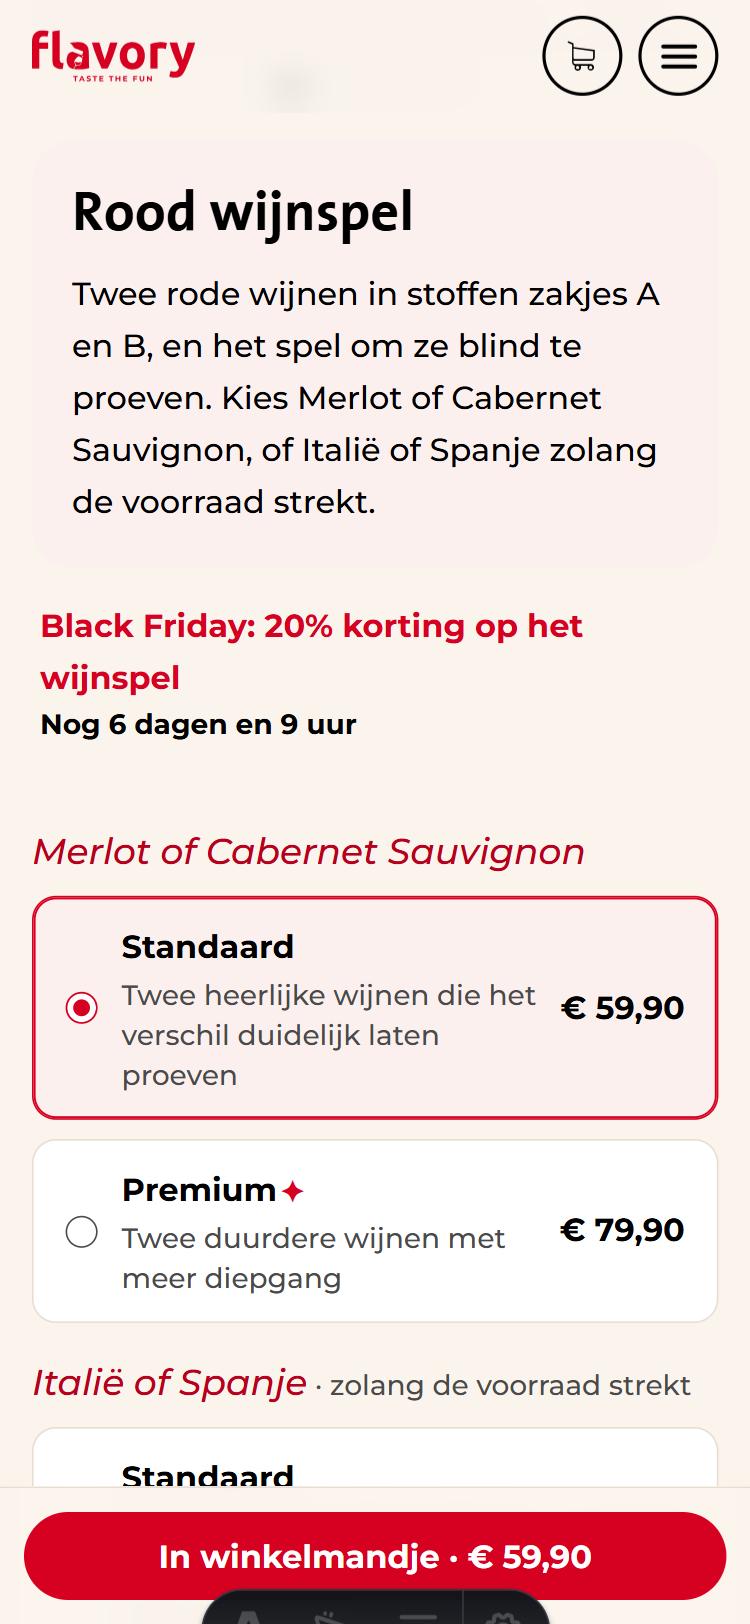 flavory
TASTE THE FUN
Rood wijnspel
Twee rode wijnen in stoffen zakjes A
en B, en het spel om ze blind te
proeven. Kies Merlot of Cabernet
Sauvignon, of Italië of Spanje zolang
de voorraad strekt.
Black Friday: 20% korting op het
wijnspel
Nog 6 dagen en 9 uur
Merlot of Cabernet Sauvignon
Standaard
Twee heerlijke wijnen die het
verschil duidelijk laten
proeven
€ 59,90
Premium
Twee duurdere wijnen met
meer diepgang
€ 79,90
Italië of Spanje · zolang de voorraad strekt
Standaard
In winkelmandje · € 59,90